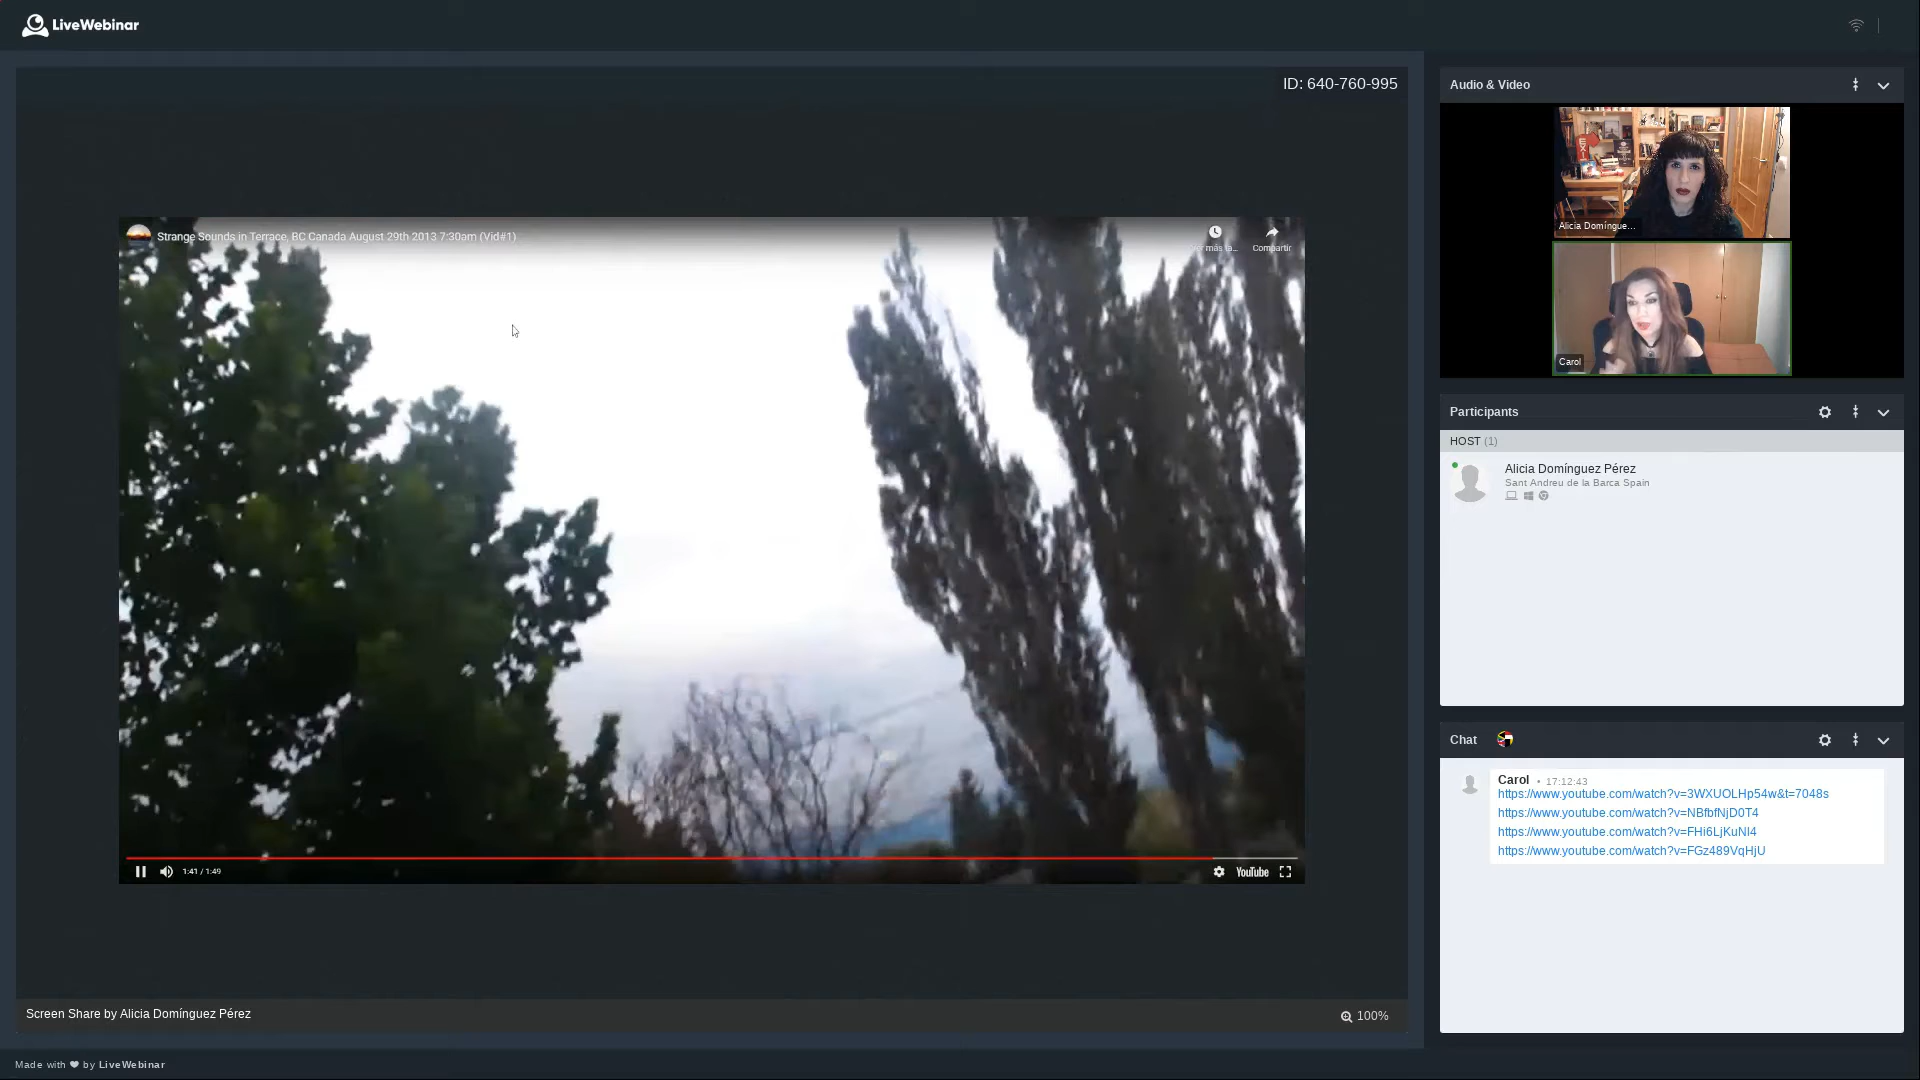 LiveWebinar
ID: 640-760-995
Strange Sounds in Terrace, BC Canada August 29th 2013 7:30am (Vid#1)
Compartir
1:41 / 1:49
YouTube
Screen Share by Alicia Domínguez Pérez
100%
Made with by LiveWebinar
Audio & Video
EXIT
Alicia Domíngue...
Carol
Participants
HOST (1)
Alicia Domínguez Pérez
Sant Andreu de la Barca Spain
Chat
Carol • 17:12:43
https://www.youtube.com/watch?v=3WXUOLHp54w&t=7048s
https://www.youtube.com/watch?v=NBfbfNjD0T4
https://www.youtube.com/watch?v=FHi6LjKuNl4
https://www.youtube.com/watch?v=FGz489VqHjU